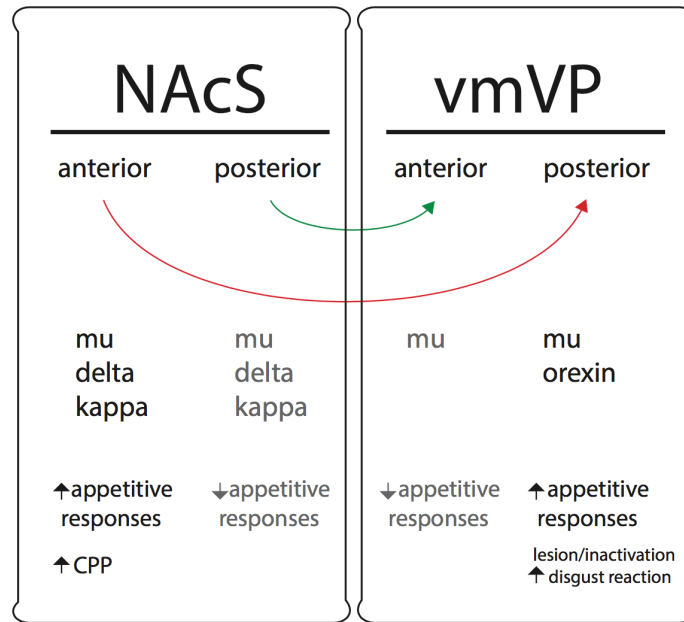 NAcS
anterior posterior
mu mu
delta delta
kappa kappa
↑appetitive ↓appetitive
responses responses
↑CPP
vmVP
anterior posterior
mu mu
orexin
↓appetitive ↑appetitive
responses responses
lesion/inactivation
↑ disgust reaction